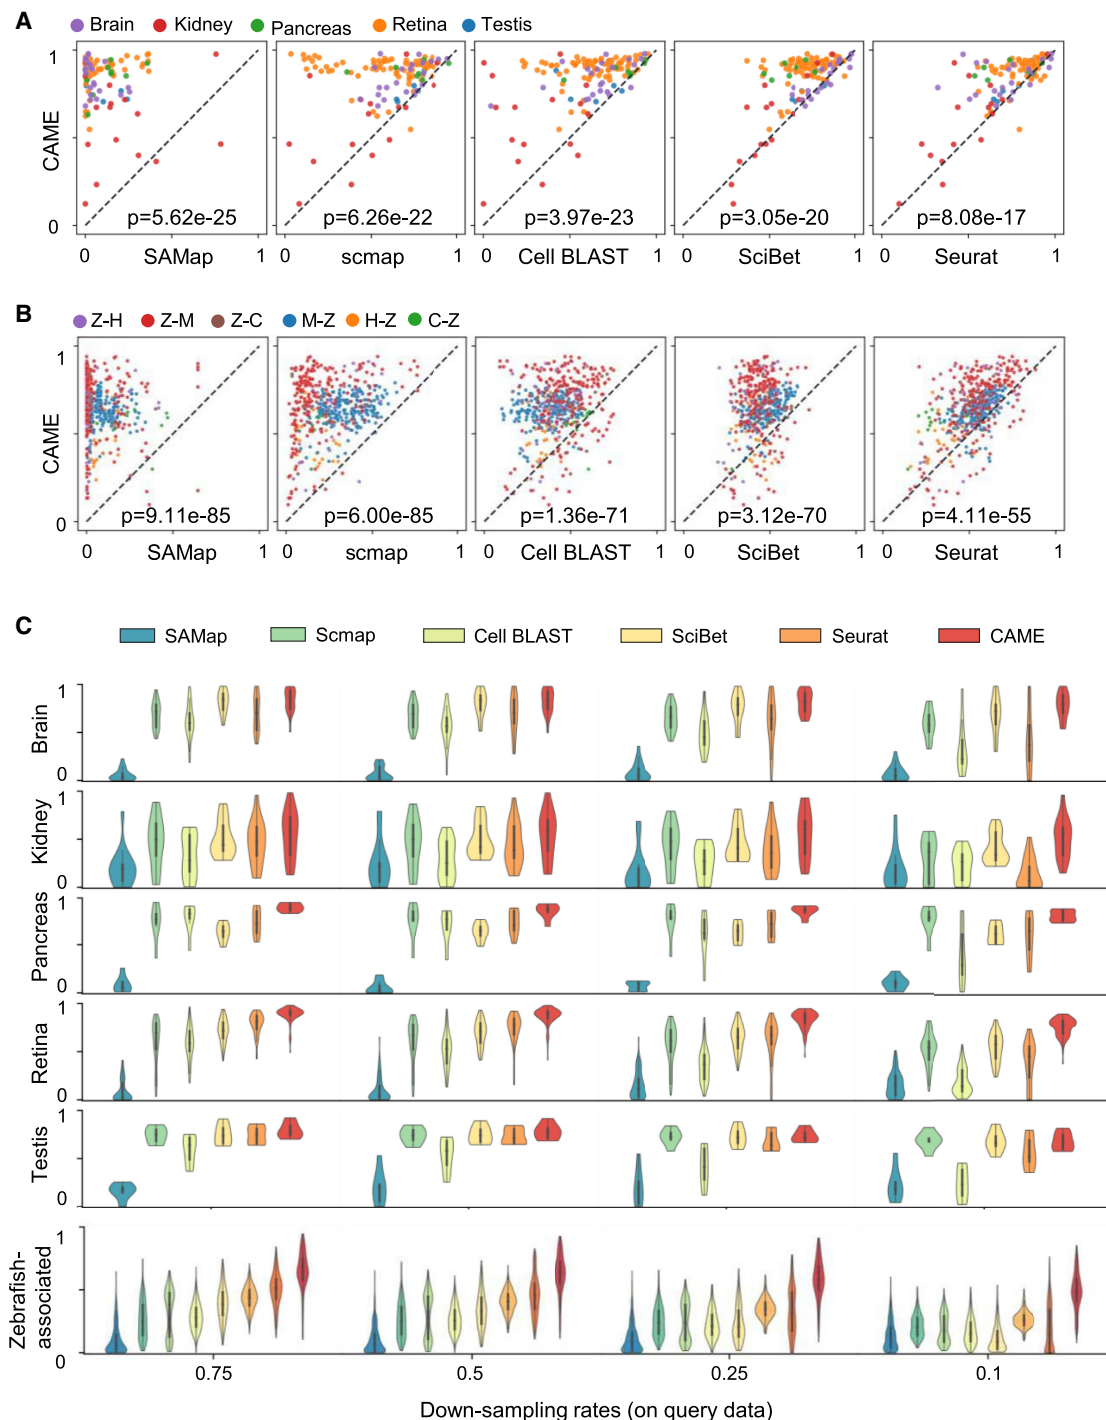 A
Brain Kidney Pancreas Retina Testis
1
CAME
0
p=5.62e-25 p=6.26e-22 p=3.97e-23 p=3.05e-20 p=8.08e-17
0 SAMap 1 0 scmap 1 0 Cell BLAST 1 0 SciBet 1 0 Seurat 1
B
Z-H Z-M Z-C M-Z H-Z C-Z
1
CAME
0
p=9.11e-85 p=6.00e-85 p=1.36e-71 p=3.12e-70 p=4.11e-55
0 SAMap 1 0 scmap 1 0 Cell BLAST 1 0 SciBet 1 0 Seurat 1
C
SAMap Scmap Cell BLAST SciBet Seurat CAME
1
Brain
0
1
Kidney
0
1
Pancreas
0
1
Retina
0
1
Testis
0
1
Zebrafish-
associated
0
0.75 0.5 0.25 0.1
Down-sampling rates (on query data)